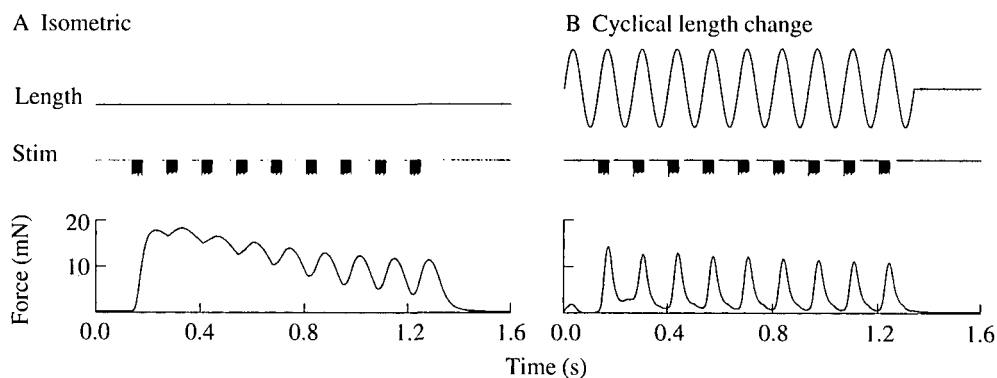 A Isometric
B Cyclical length change
Length
Stim
Force (mN)
20
10
0.0 0.4 0.8 1.2 1.6
0.0 0.4 0.8 1.2 1.6
Time (s)